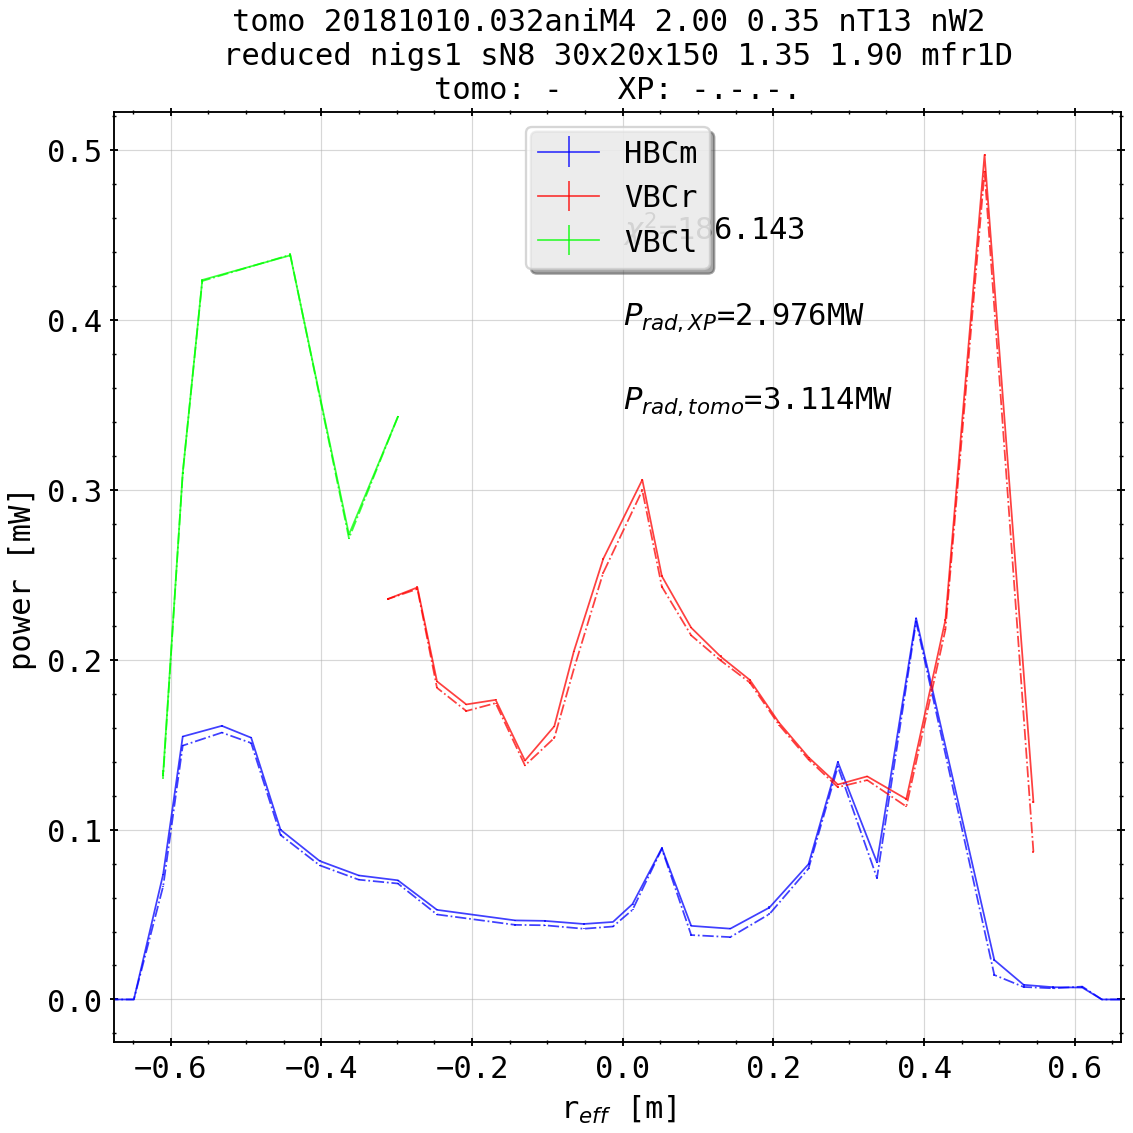 tomo 20181010.032aniM4 2.00 0.35 nT13 nW2
reduced nigs1 sN8 30x20x150 1.35 1.90 mfr1D
tomo: - XP: -.-.-.
HBCm
VBCr
VBCl
χ²=186.143
P_rad,XP=2.976MW
P_rad,tomo=3.114MW
power [mW]
0.5
0.4
0.3
0.2
0.1
0.0
−0.6 −0.4 −0.2 0.0 0.2 0.4 0.6
r_eff [m]